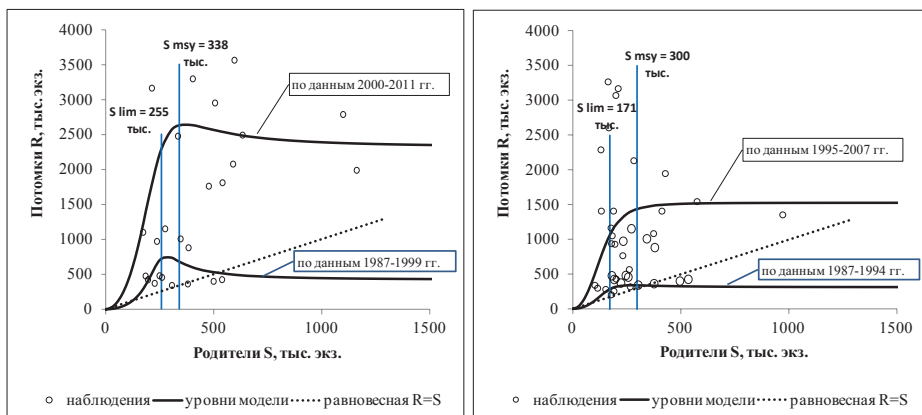 4000
3500
3000
2500
2000
1500
1000
500
0
Потомки R, тыс. экз.
S msy = 338
тыс.
S lim = 255
тыс.
по данным 2000-2011 гг.
по данным 1987-1999 гг.
0
500
1000
1500
Родители S, тыс. экз.
наблюдения
уровни модели
равновесная R=S
4000
3500
3000
2500
2000
1500
1000
500
0
Потомки R, тыс. экз.
S msy = 300
тыс.
S lim = 171
тыс.
по данным 1995-2007 гг.
по данным 1987-1994 гг.
0
500
1000
1500
Родители S, тыс. экз.
наблюдения
уровни модели
равновесная R=S